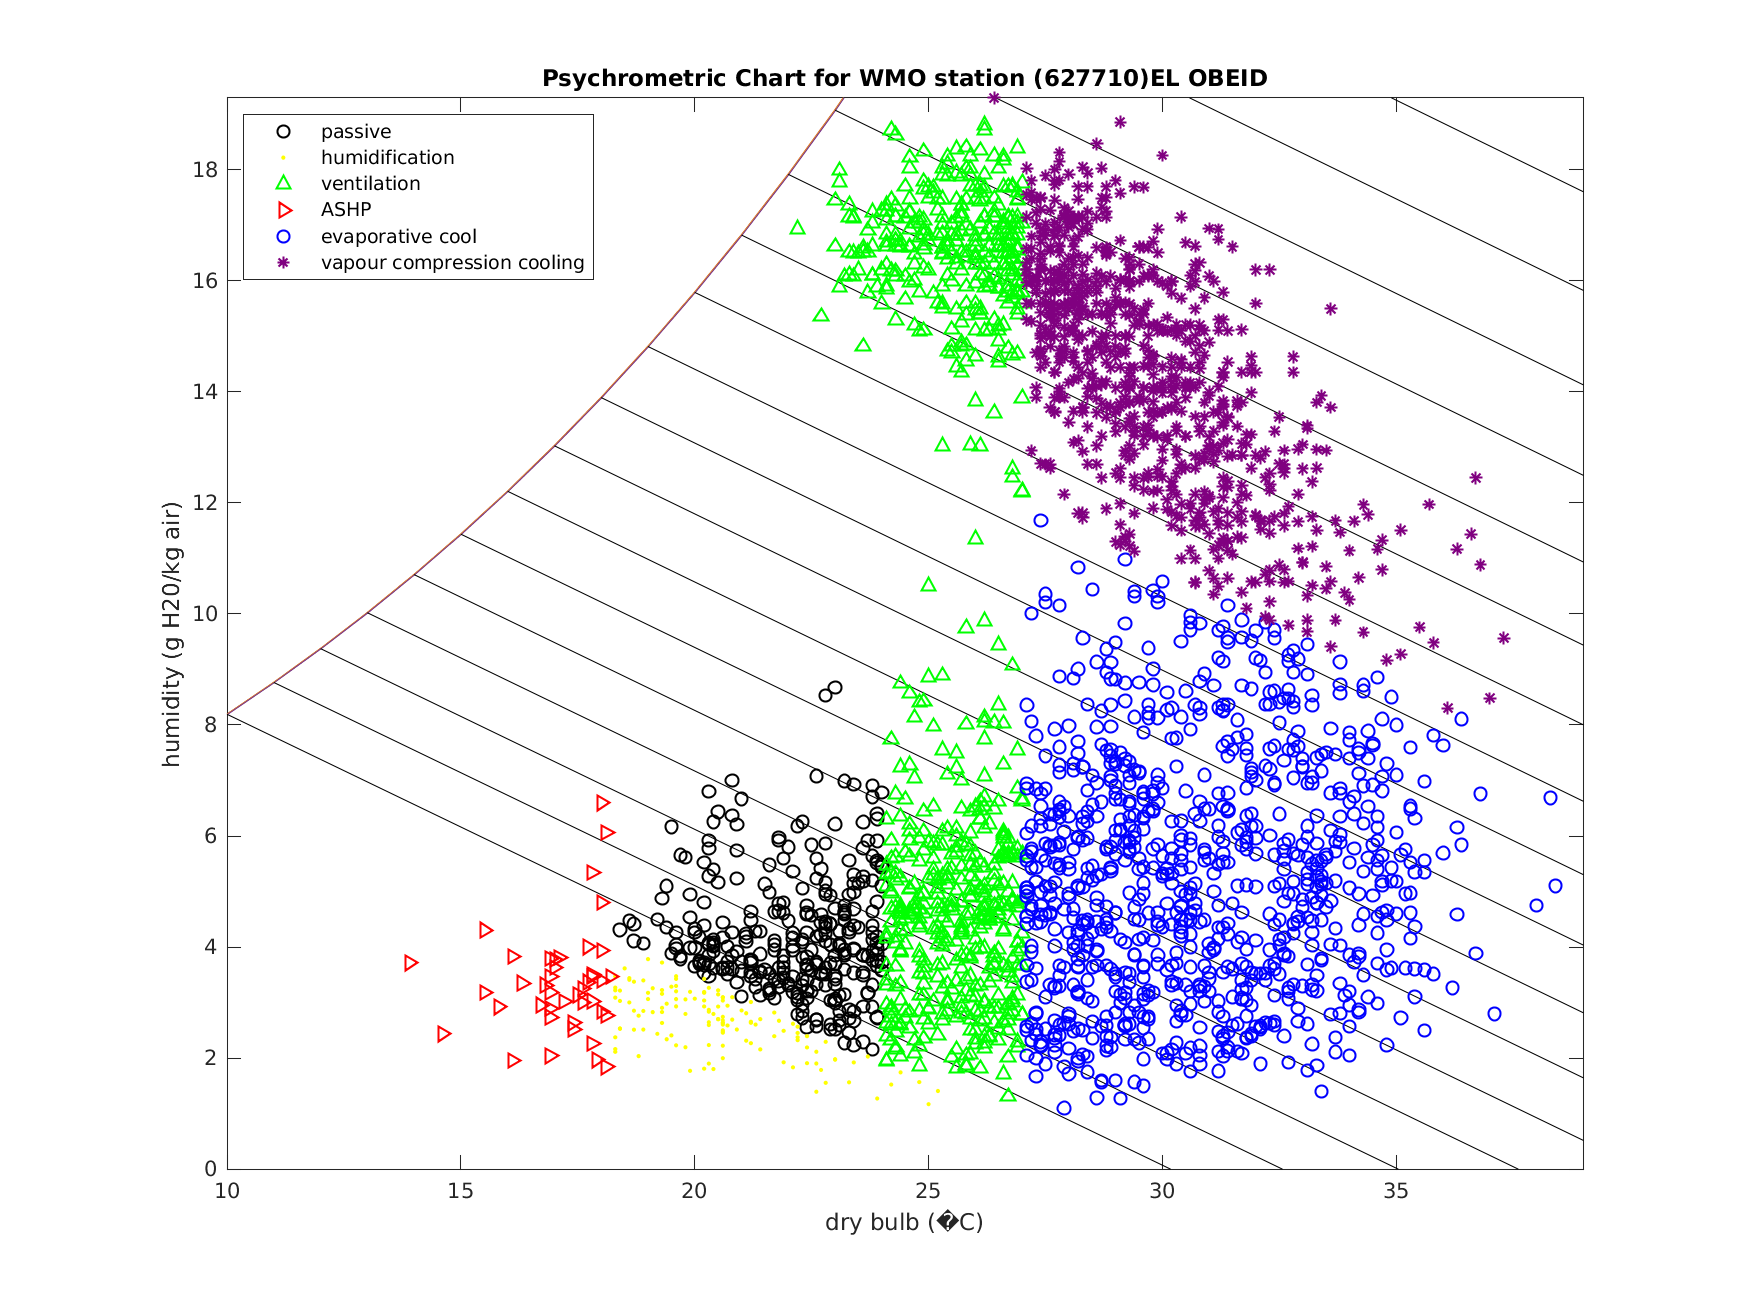 Psychrometric Chart for WMO station (627710)EL OBEID
passive
humidification
ventilation
ASHP
evaporative cool
vapour compression cooling
humidity (g H20/kg air)
18
16
14
12
10
8
6
4
2
0
10
15
20
25
30
35
dry bulb (�C)